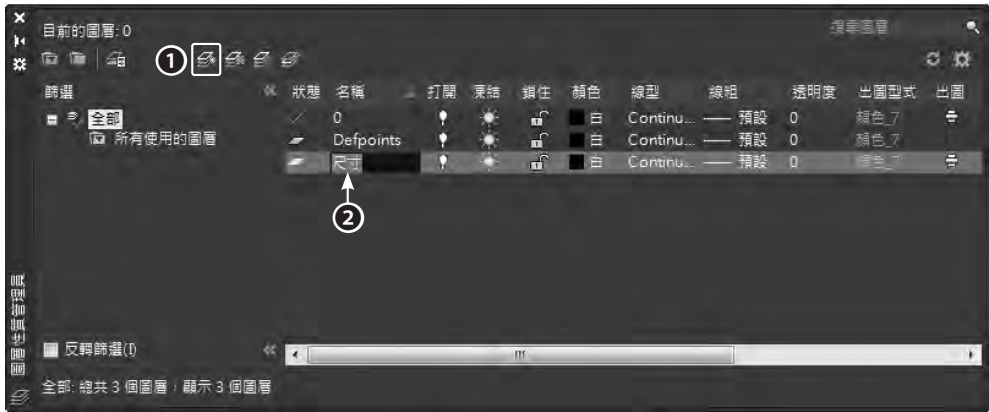 目前的圖層: 0
搜尋圖層
①
篩選
狀態 名稱 打開 凍結 鎖住 顏色 線型 線粗 透明度 出圖型式 出圖
全部
所有使用的圖層
0 白 Continu... 預設 0 顏色_7
Defpoints 白 Continu... 預設 0 顏色_7
尺寸 白 Continu... 預設 0 顏色_7
②
圖層性質管理員
反轉篩選(I)
全部: 總共 3 個圖層，顯示 3 個圖層